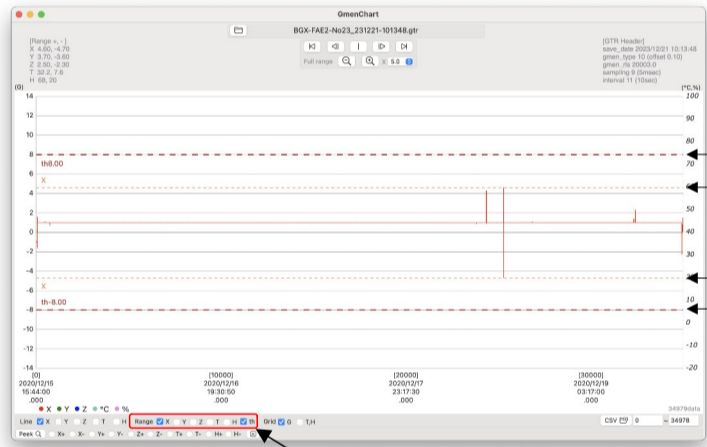 GmenChart
BGX-FAE2-No23_231221-101348.gtr
[Range +, - ]
X 4.60, -4.70
Y 3.70, -3.60
Z 2.50, -2.30
T 32.2, 7.6
H 68, 20
Full range
x 5.0
[GTR Header]
save_date 2023/12/21 10:13:48
gmen_type 10 (offset 0.10)
gmen_rls 20003.0
sampling 9 (5msec)
interval 11 (10sec)
(G)
(°C,%)
14
12
10
8
6
4
2
0
-2
-4
-6
-8
-10
-12
-14
100
90
80
70
50
40
30
10
0
-10
-20
th8.00
X
X
th-8.00
[0]
2020/12/15
15:44:00
.000
[10000]
2020/12/16
19:30:50
.000
[20000]
2020/12/17
23:17:30
.000
[30000]
2020/12/19
03:17:00
.000
X Y Z °C %
34978data
Line X Y Z T H Range X Y Z T H th Grid G T,H
CSV 0 ~ 34978
Peek X+ X- Y+ Y- Z+ Z- T+ T- H+ H-